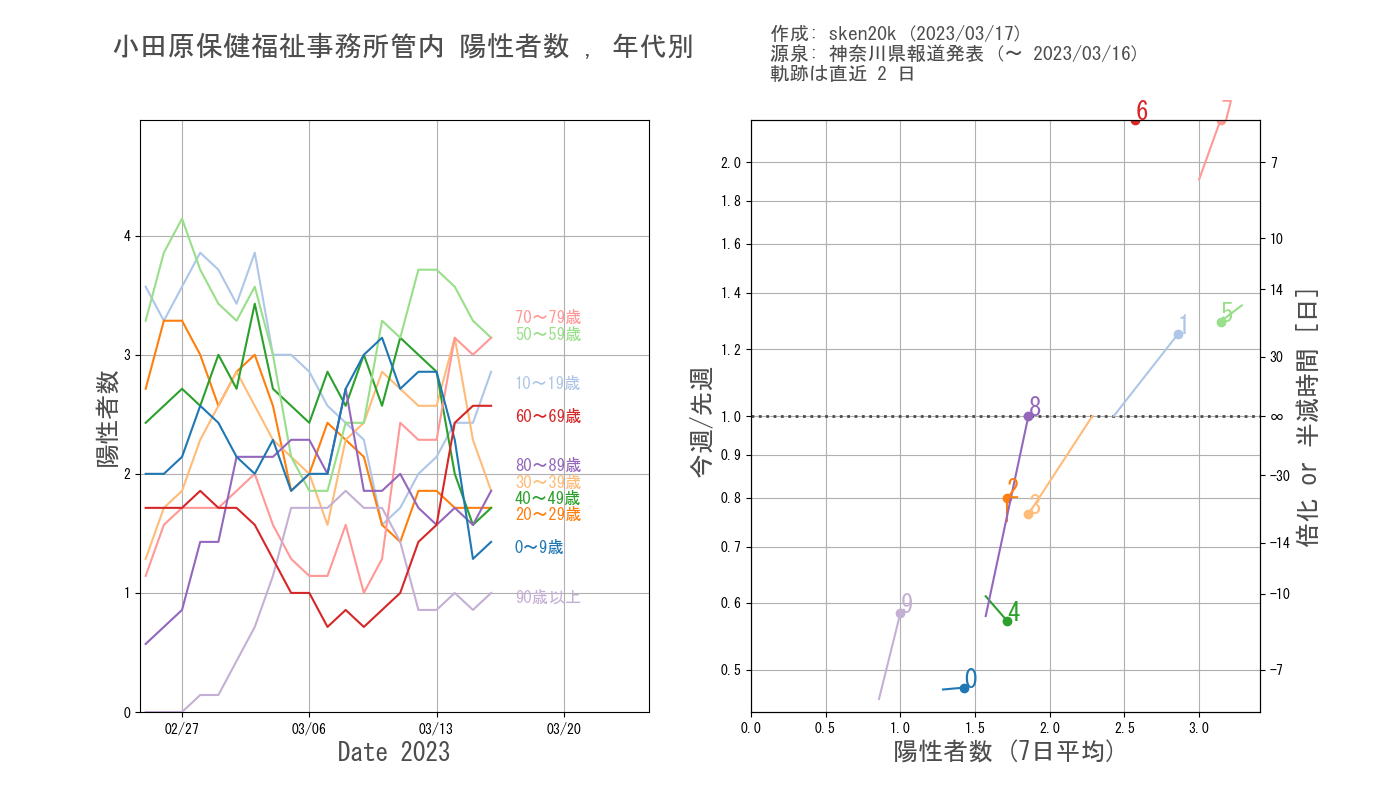 小田原保健福祉事務所管内 陽性者数 , 年代別
作成: sken20k (2023/03/17)
源泉: 神奈川県報道発表 (〜 2023/03/16)
軌跡は直近 2 日
陽性者数
4
3
2
1
0
02/27
03/06
03/13
03/20
Date 2023
70〜79歳
50〜59歳
10〜19歳
60〜69歳
80〜89歳
30〜39歳
40〜49歳
20〜29歳
0〜9歳
90歳以上
今週/先週
2.0
1.8
1.6
1.4
1.2
1.0
0.9
0.8
0.7
0.6
0.5
0.0
0.5
1.0
1.5
2.0
2.5
3.0
陽性者数 (7日平均)
6
7
5
1
8
2
3
9
4
0
7
10
14
30
∞
−30
−14
−10
−7
倍化 or 半減時間 [日]